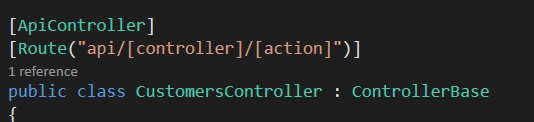 [ApiController]
[Route("api/[controller]/[action]")]
1 reference
public class CustomersController : ControllerBase
{